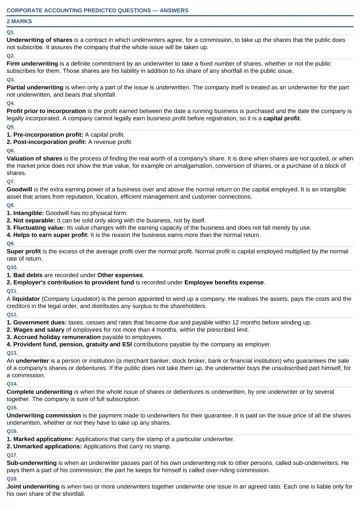 CORPORATE ACCOUNTING PREDICTED QUESTIONS — ANSWERS
2 MARKS
Q1.
Underwriting of shares is a contract in which underwriters agree, for a commission, to take up the shares that the public does
not subscribe. It assures the company that the whole issue will be taken up.
Q2.
Firm underwriting is a definite commitment by an underwriter to take a fixed number of shares, whether or not the public
subscribes for them. Those shares are his liability in addition to his share of any shortfall in the public issue.
Q3.
Partial underwriting is when only a part of the issue is underwritten. The company itself is treated as an underwriter for the part
not underwritten, and bears that shortfall.
Q4.
Profit prior to incorporation is the profit earned between the date a running business is purchased and the date the company is
legally incorporated. A company cannot legally earn business profit before registration, so it is a capital profit.
Q5.
1. Pre-incorporation profit: A capital profit.
2. Post-incorporation profit: A revenue profit.
Q6.
Valuation of shares is the process of finding the real worth of a company's share. It is done when shares are not quoted, or when
the market price does not show the true value, for example on amalgamation, conversion of shares, or a purchase of a block of
shares.
Q7.
Goodwill is the extra earning power of a business over and above the normal return on the capital employed. It is an intangible
asset that arises from reputation, location, efficient management and customer connections.
Q8.
1. Intangible: Goodwill has no physical form.
2. Not separable: It can be sold only along with the business, not by itself.
3. Fluctuating value: Its value changes with the earning capacity of the business and does not fall merely by use.
4. Helps to earn super profit: It is the reason the business earns more than the normal return.
Q9.
Super profit is the excess of the average profit over the normal profit. Normal profit is capital employed multiplied by the normal
rate of return.
Q10.
1. Bad debts are recorded under Other expenses.
2. Employer's contribution to provident fund is recorded under Employee benefits expense.
Q11.
A liquidator (Company Liquidator) is the person appointed to wind up a company. He realises the assets, pays the costs and the
creditors in the legal order, and distributes any surplus to the shareholders.
Q12.
1. Government dues: taxes, cesses and rates that became due and payable within 12 months before winding up.
2. Wages and salary of employees for not more than 4 months, within the prescribed limit.
3. Accrued holiday remuneration payable to employees.
4. Provident fund, pension, gratuity and ESI contributions payable by the company as employer.
Q13.
An underwriter is a person or institution (a merchant banker, stock broker, bank or financial institution) who guarantees the sale
of a company's shares or debentures. If the public does not take them up, the underwriter buys the unsubscribed part himself, for
a commission.
Q14.
Complete underwriting is when the whole issue of shares or debentures is underwritten, by one underwriter or by several
together. The company is sure of full subscription.
Q15.
Underwriting commission is the payment made to underwriters for their guarantee. It is paid on the issue price of all the shares
underwritten, whether or not they have to take up any shares.
Q16.
1. Marked applications: Applications that carry the stamp of a particular underwriter.
2. Unmarked applications: Applications that carry no stamp.
Q17.
Sub-underwriting is when an underwriter passes part of his own underwriting risk to other persons, called sub-underwriters. He
pays them a part of his commission; the part he keeps for himself is called over-riding commission.
Q18.
Joint underwriting is when two or more underwriters together underwrite one issue in an agreed ratio. Each one is liable only for
his own share of the shortfall.